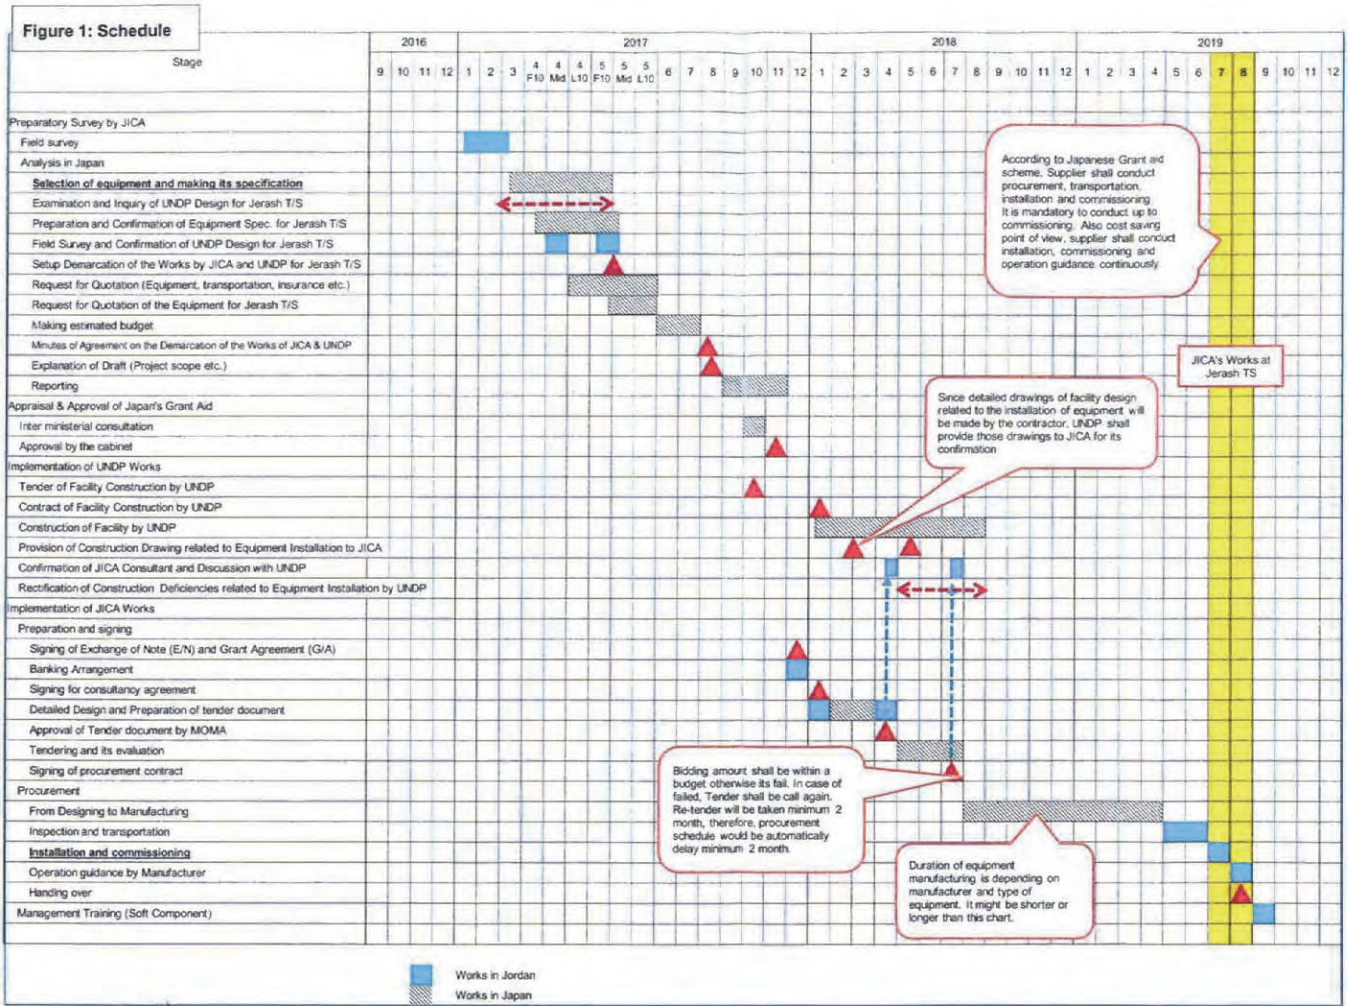 Figure 1: Schedule
Stage
2016
2017
2018
2019
9 10 11 12 1 2 3 4 4 4 5 5 5 6 7 8 9 10 11 12 1 2 3 4 5 6 7 8 9 10 11 12 1 2 3 4 5 6 7 8 9 10 11 12
F10 Mid L10 F10 Mid L10
Preparatory Survey by JICA
Field survey
Analysis in Japan
Selection of equipment and making its specification
Examination and Inquiry of UNDP Design for Jerash T/S
Preparation and Confirmation of Equipment Spec. for Jerash T/S
Field Survey and Confirmation of UNDP Design for Jerash T/S
Setup Demarcation of the Works by JICA and UNDP for Jerash T/S
Request for Quotation (Equipment, transportation, insurance etc.)
Request for Quotation of the Equipment for Jerash T/S
Making estimated budget
Minutes of Agreement on the Demarcation of the Works of JICA & UNDP
Explanation of Draft (Project scope etc.)
Reporting
Appraisal & Approval of Japan's Grant Aid
Inter ministerial consultation
Approval by the cabinet
Implementation of UNDP Works
Tender of Facility Construction by UNDP
Contract of Facility Construction by UNDP
Construction of Facility by UNDP
Provision of Construction Drawing related to Equipment Installation to JICA
Confirmation of JICA Consultant and Discussion with UNDP
Rectification of Construction Deficiencies related to Equipment Installation by UNDP
Implementation of JICA Works
Preparation and signing
Signing of Exchange of Note (E/N) and Grant Agreement (G/A)
Banking Arrangement
Signing for consultancy agreement
Detailed Design and Preparation of tender document
Approval of Tender document by MOMA
Tendering and its evaluation
Signing of procurement contract
Procurement
From Designing to Manufacturing
Inspection and transportation
Installation and commissioning
Operation guidance by Manufacturer
Handing over
Management Training (Soft Component)
According to Japanese Grant aid
scheme, Supplier shall conduct
procurement, transportation,
installation and commissioning
It is mandatory to conduct up to
commissioning. Also cost saving
point of view, supplier shall conduct
installation, commissioning and
operation guidance continuously
JICA's Works at
Jerash TS
Since detailed drawings of facility design
related to the installation of equipment will
be made by the contractor, UNDP shall
provide those drawings to JICA for its
confirmation
Bidding amount shall be within a
budget otherwise its fail. In case of
failed, Tender shall be call again.
Re-tender will be taken minimum 2
month, therefore, procurement
schedule would be automatically
delay minimum 2 month.
Duration of equipment
manufacturing is depending on
manufacturer and type of
equipment. It might be shorter or
longer than this chart.
Works in Jordan
Works in Japan